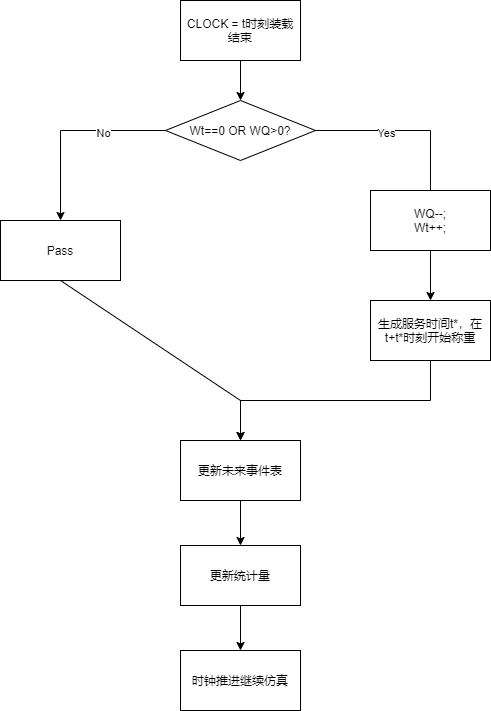 CLOCK = t时刻装载
结束
Wt==0 OR WQ>0?
No
Yes
WQ--;
Wt++;
Pass
生成服务时间t*，在
t+t*时刻开始称重
更新未来事件表
更新统计量
时钟推进继续仿真